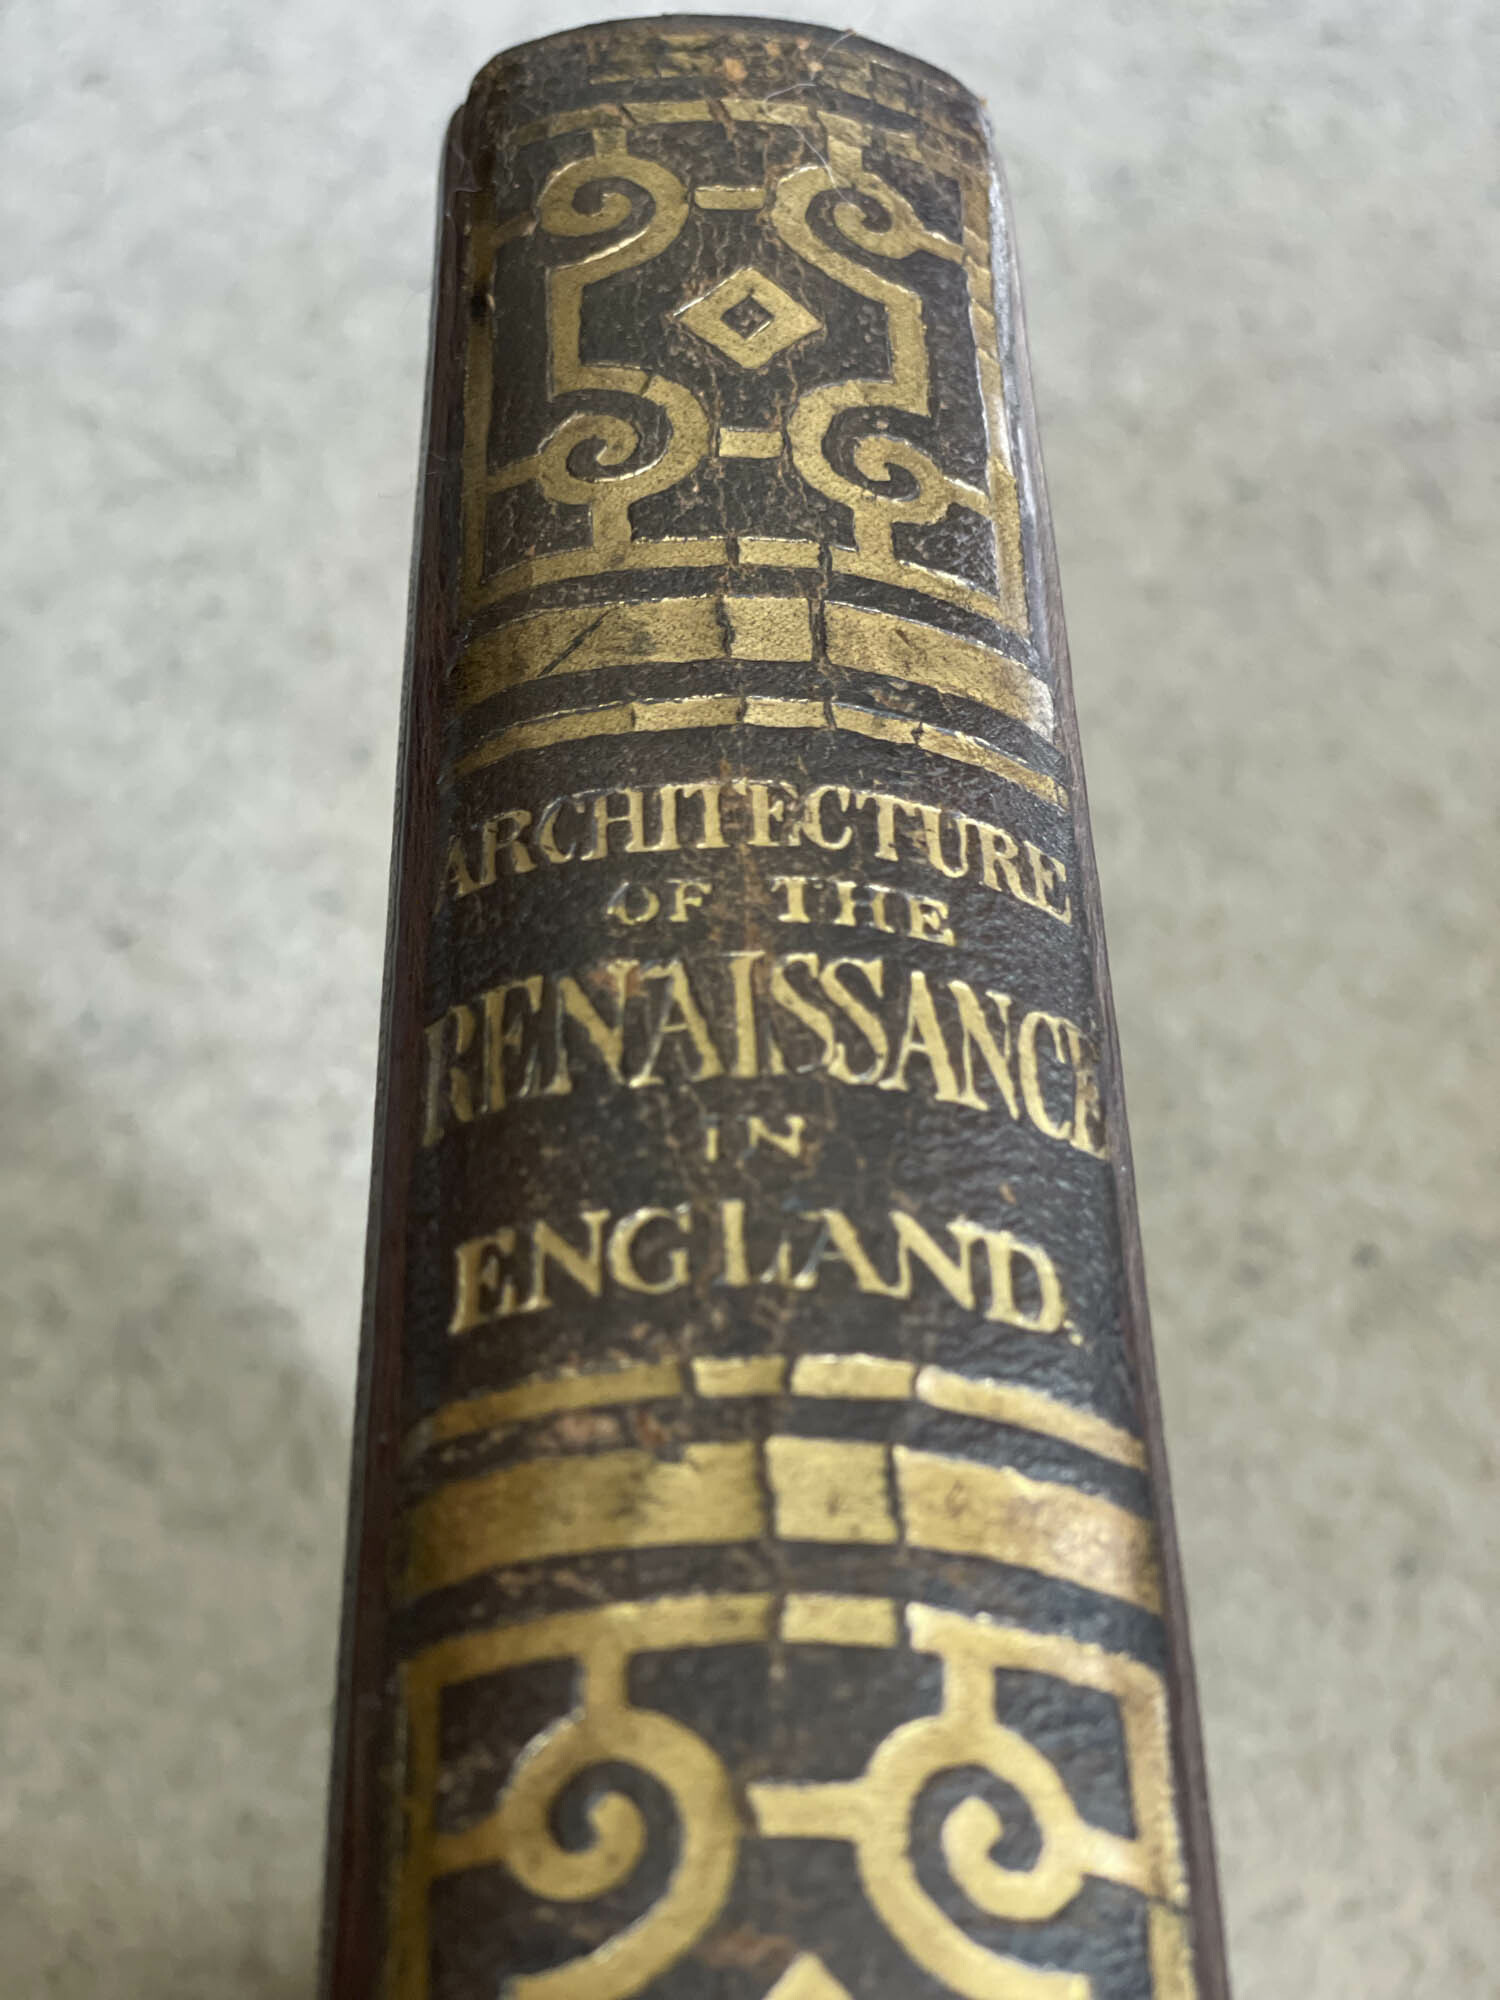 ARCHITECTURE
OF THE
RENAISSANCE
IN
ENGLAND.